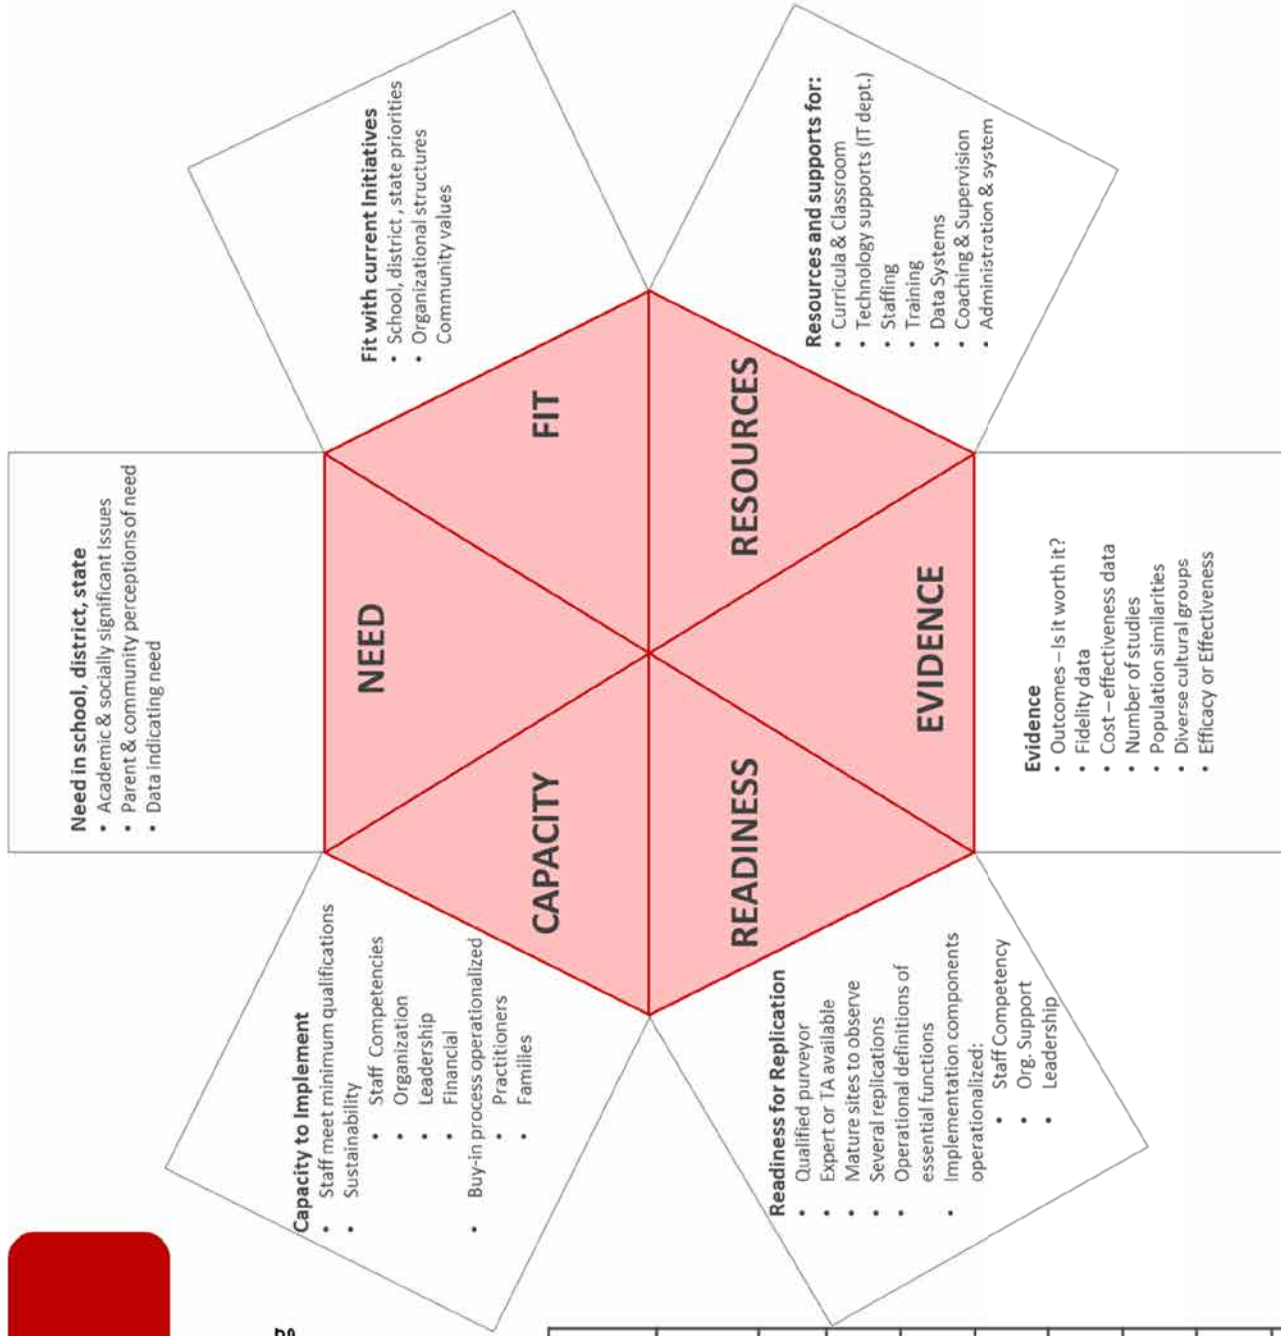 Need in school, district, state
• Academic & socially significant Issues
• Parent & community perceptions of need
• Data indicating need
Fit with current Initiatives
• School, district , state priorities
• Organizational structures
Community values
Resources and supports for:
• Curricula & Classroom
• Technology supports (IT dept.)
• Staffing
• Training
• Data Systems
• Coaching & Supervision
• Administration & system
Evidence
• Outcomes – Is it worth it?
• Fidelity data
• Cost – effectiveness data
• Number of studies
• Population similarities
• Diverse cultural groups
• Efficacy or Effectiveness
Readiness for Replication
• Qualified purveyor
• Expert or TA available
• Mature sites to observe
• Several replications
• Operational definitions of
essential functions
• Implementation components
operationalized:
• Staff Competency
• Org. Support
• Leadership
Capacity to Implement
• Staff meet minimum qualifications
• Sustainability
• Staff Competencies
• Organization
• Leadership
• Financial
• Buy-in process operationalized
• Practitioners
• Families
NEED
FIT
RESOURCES
EVIDENCE
READINESS
CAPACITY